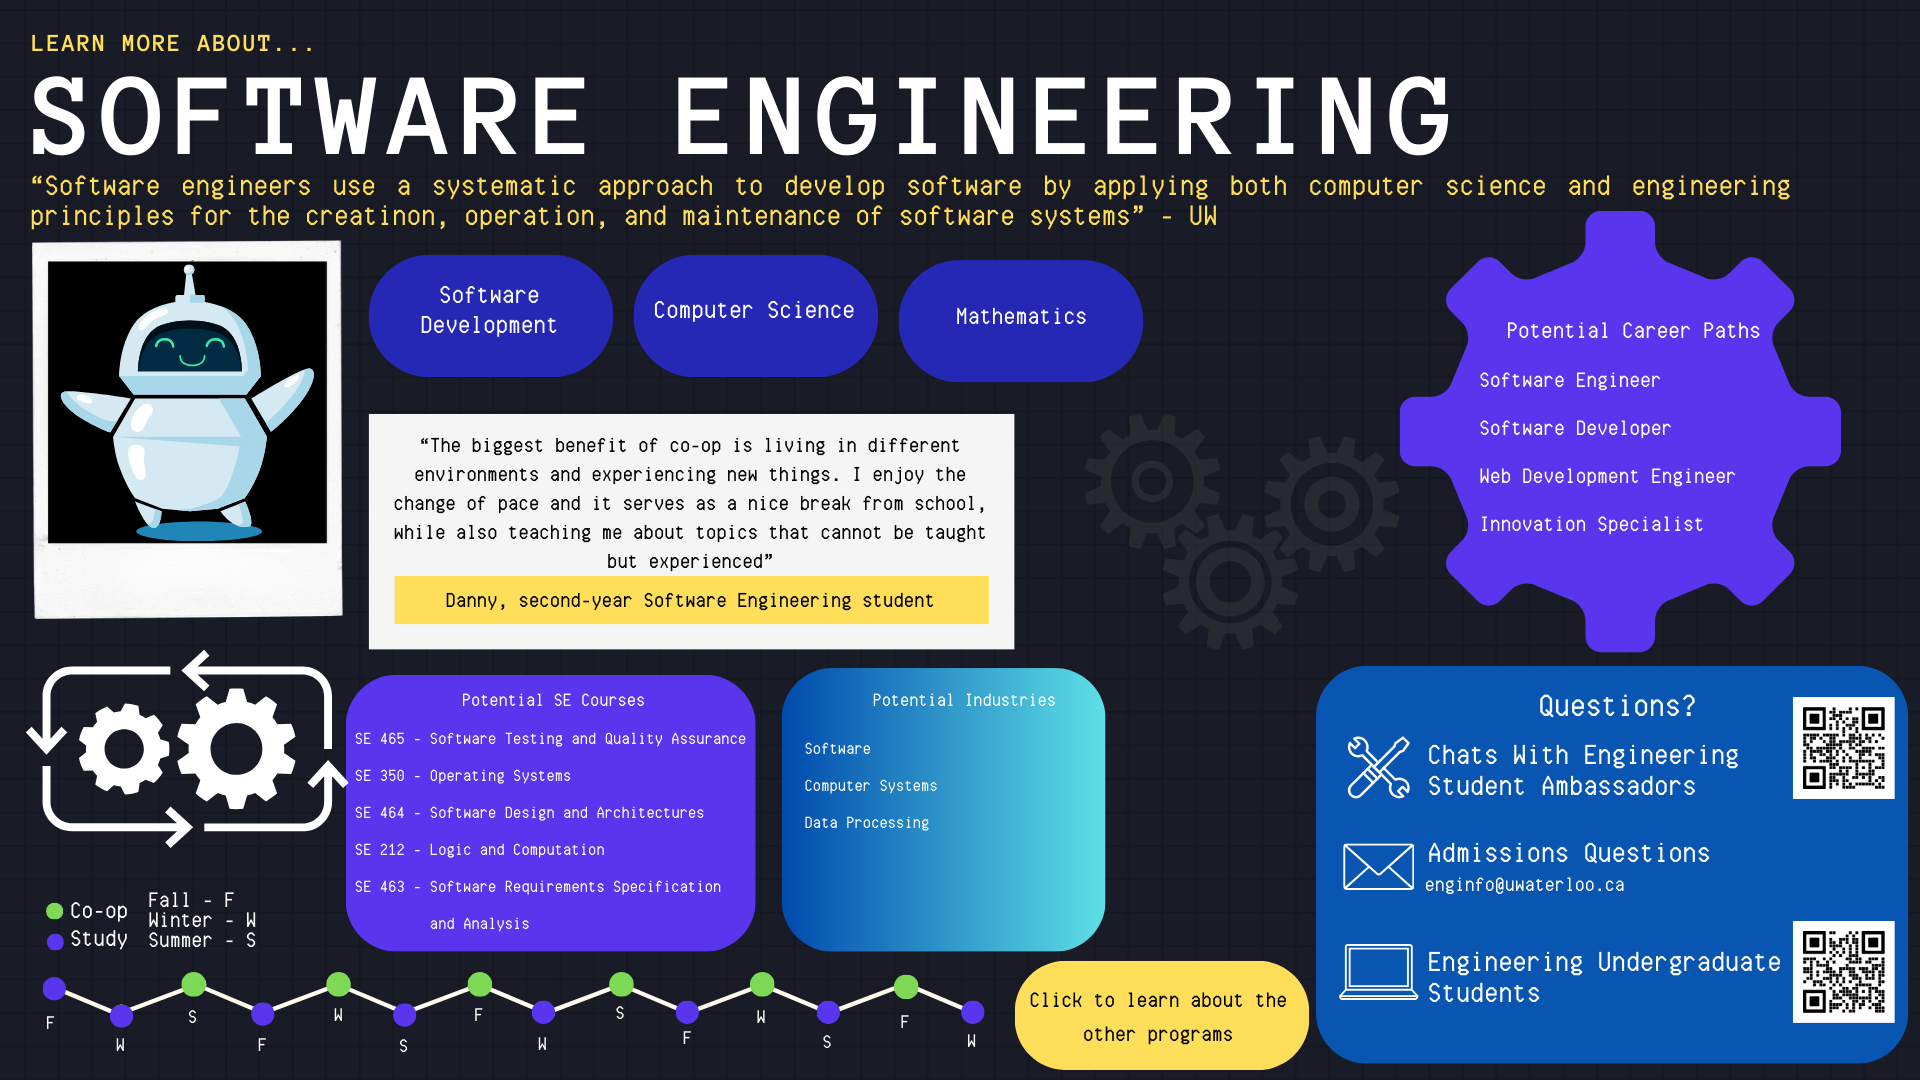 LEARN MORE ABOUT...
SOFTWARE ENGINEERING
“Software engineers use a systematic approach to develop software by applying both computer science and engineering
principles for the creatinon, operation, and maintenance of software systems” - UW
Software
Development
Computer Science
Mathematics
“The biggest benefit of co-op is living in different
environments and experiencing new things. I enjoy the
change of pace and it serves as a nice break from school,
while also teaching me about topics that cannot be taught
but experienced”
Danny, second-year Software Engineering student
Potential Career Paths
Software Engineer
Software Developer
Web Development Engineer
Innovation Specialist
Potential SE Courses
SE 465 - Software Testing and Quality Assurance
SE 350 - Operating Systems
SE 464 - Software Design and Architectures
SE 212 - Logic and Computation
SE 463 - Software Requirements Specification
and Analysis
Potential Industries
Software
Computer Systems
Data Processing
Questions?
Chats With Engineering
Student Ambassadors
Admissions Questions
enginfo@uwaterloo.ca
Engineering Undergraduate
Students
Co-op
Study
Fall - F
Winter - W
Summer - S
F
W
S
F
W
S
F
W
S
F
W
S
F
W
Click to learn about the
other programs